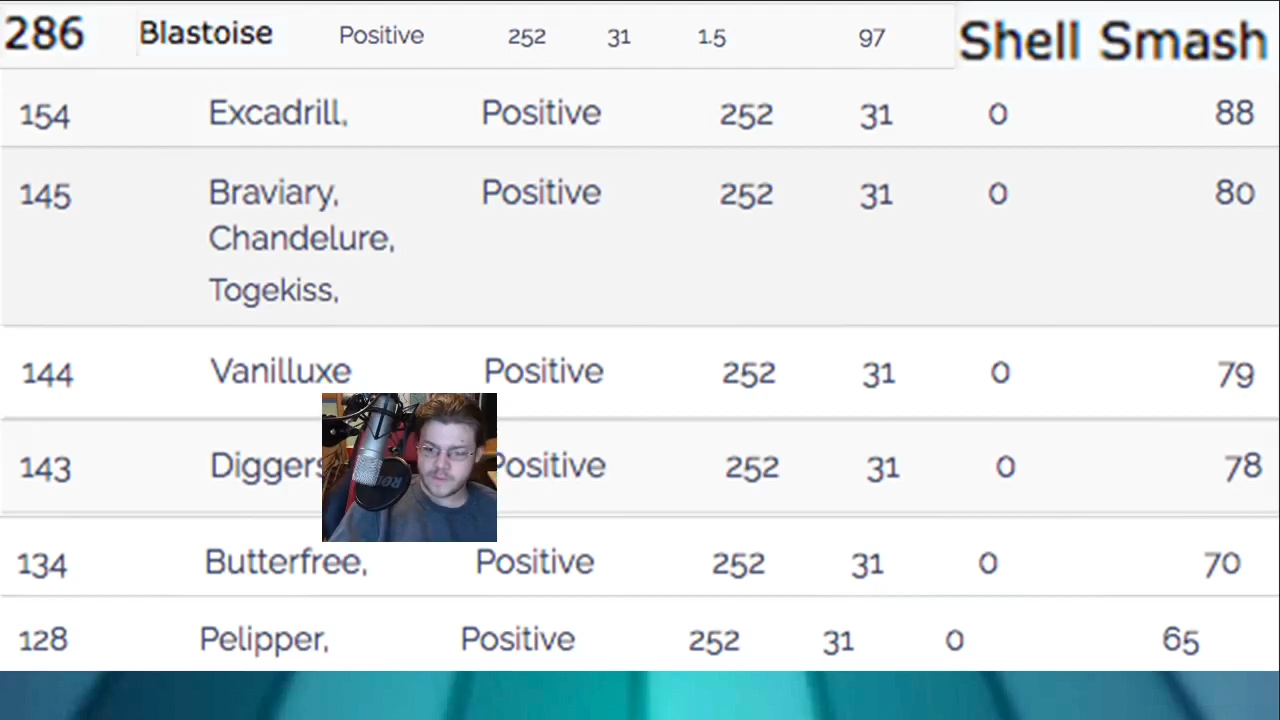 286 Blastoise Positive 252 31 1.5 97 Shell Smash
154 Excadrill, Positive 252 31 0 88
145 Braviary, Positive 252 31 0 80
Chandelure,
Togekiss,
144 Vanilluxe Positive 252 31 0 79
143 Diggers Positive 252 31 0 78
134 Butterfree, Positive 252 31 0 70
128 Pelipper, Positive 252 31 0 65